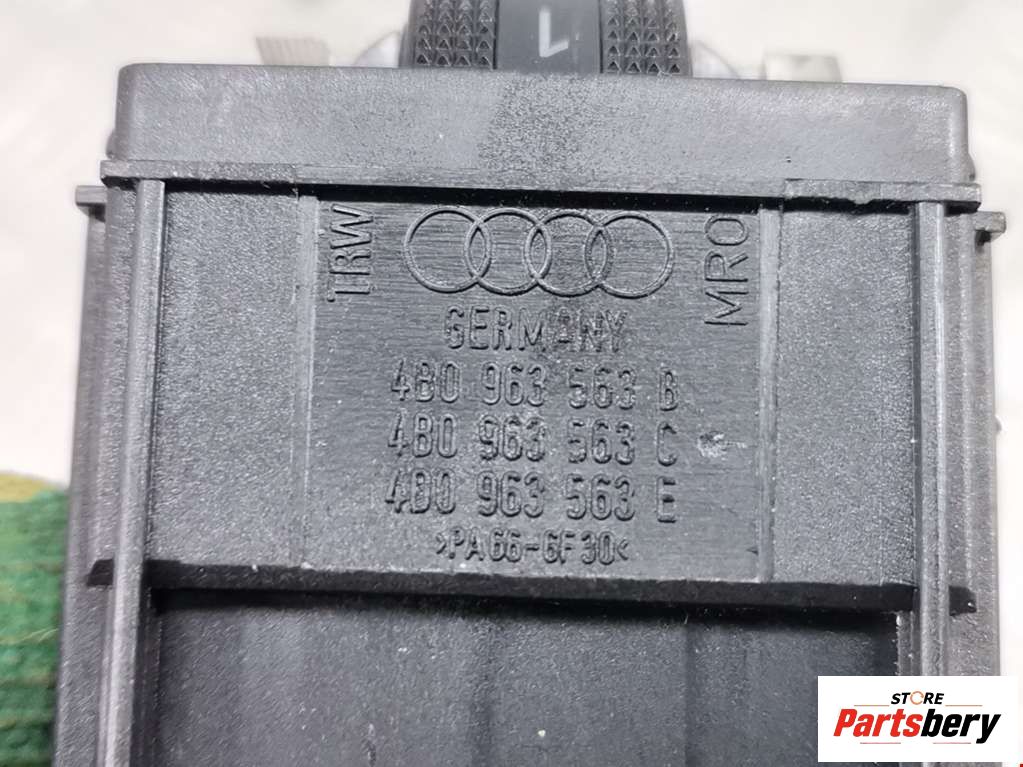 L
TRW
MRO
GERMANY
4B0 963 563 B
4B0 963 563 C
4B0 963 563 E
>PA66-GF30<
STORE
Partsbery